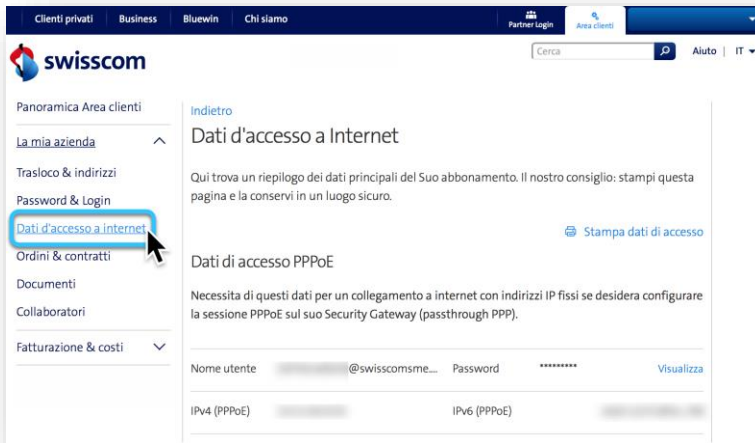 Clienti privati Business Bluewin Chi siamo Partner Login Area clienti
swisscom Cerca Aiuto | IT
Panoramica Area clienti
La mia azienda
Trasloco & indirizzi
Password & Login
Dati d'accesso a internet
Ordini & contratti
Documenti
Collaboratori
Fatturazione & costi
Indietro
Dati d'accesso a Internet
Qui trova un riepilogo dei dati principali del Suo abbonamento. Il nostro consiglio: stampi questa
pagina e la conservi in un luogo sicuro.
Stampa dati di accesso
Dati di accesso PPPoE
Necessita di questi dati per un collegamento a internet con indirizzi IP fissi se desidera configurare
la sessione PPPoE sul suo Security Gateway (passthrough PPP).
Nome utente @swisscomsme... Password ********* Visualizza
IPv4 (PPPoE) IPv6 (PPPoE)